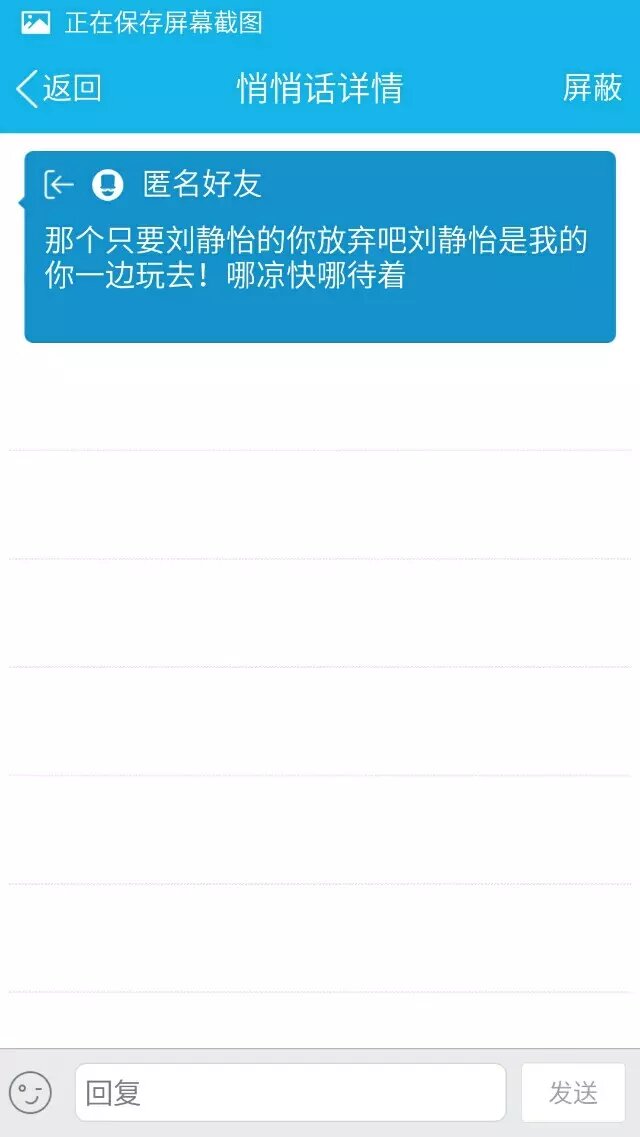 正在保存屏幕截图
返回
悄悄话详情
屏蔽
匿名好友
那个只要刘静怡的你放弃吧刘静怡是我的
你一边玩去！哪凉快哪待着
回复
发送